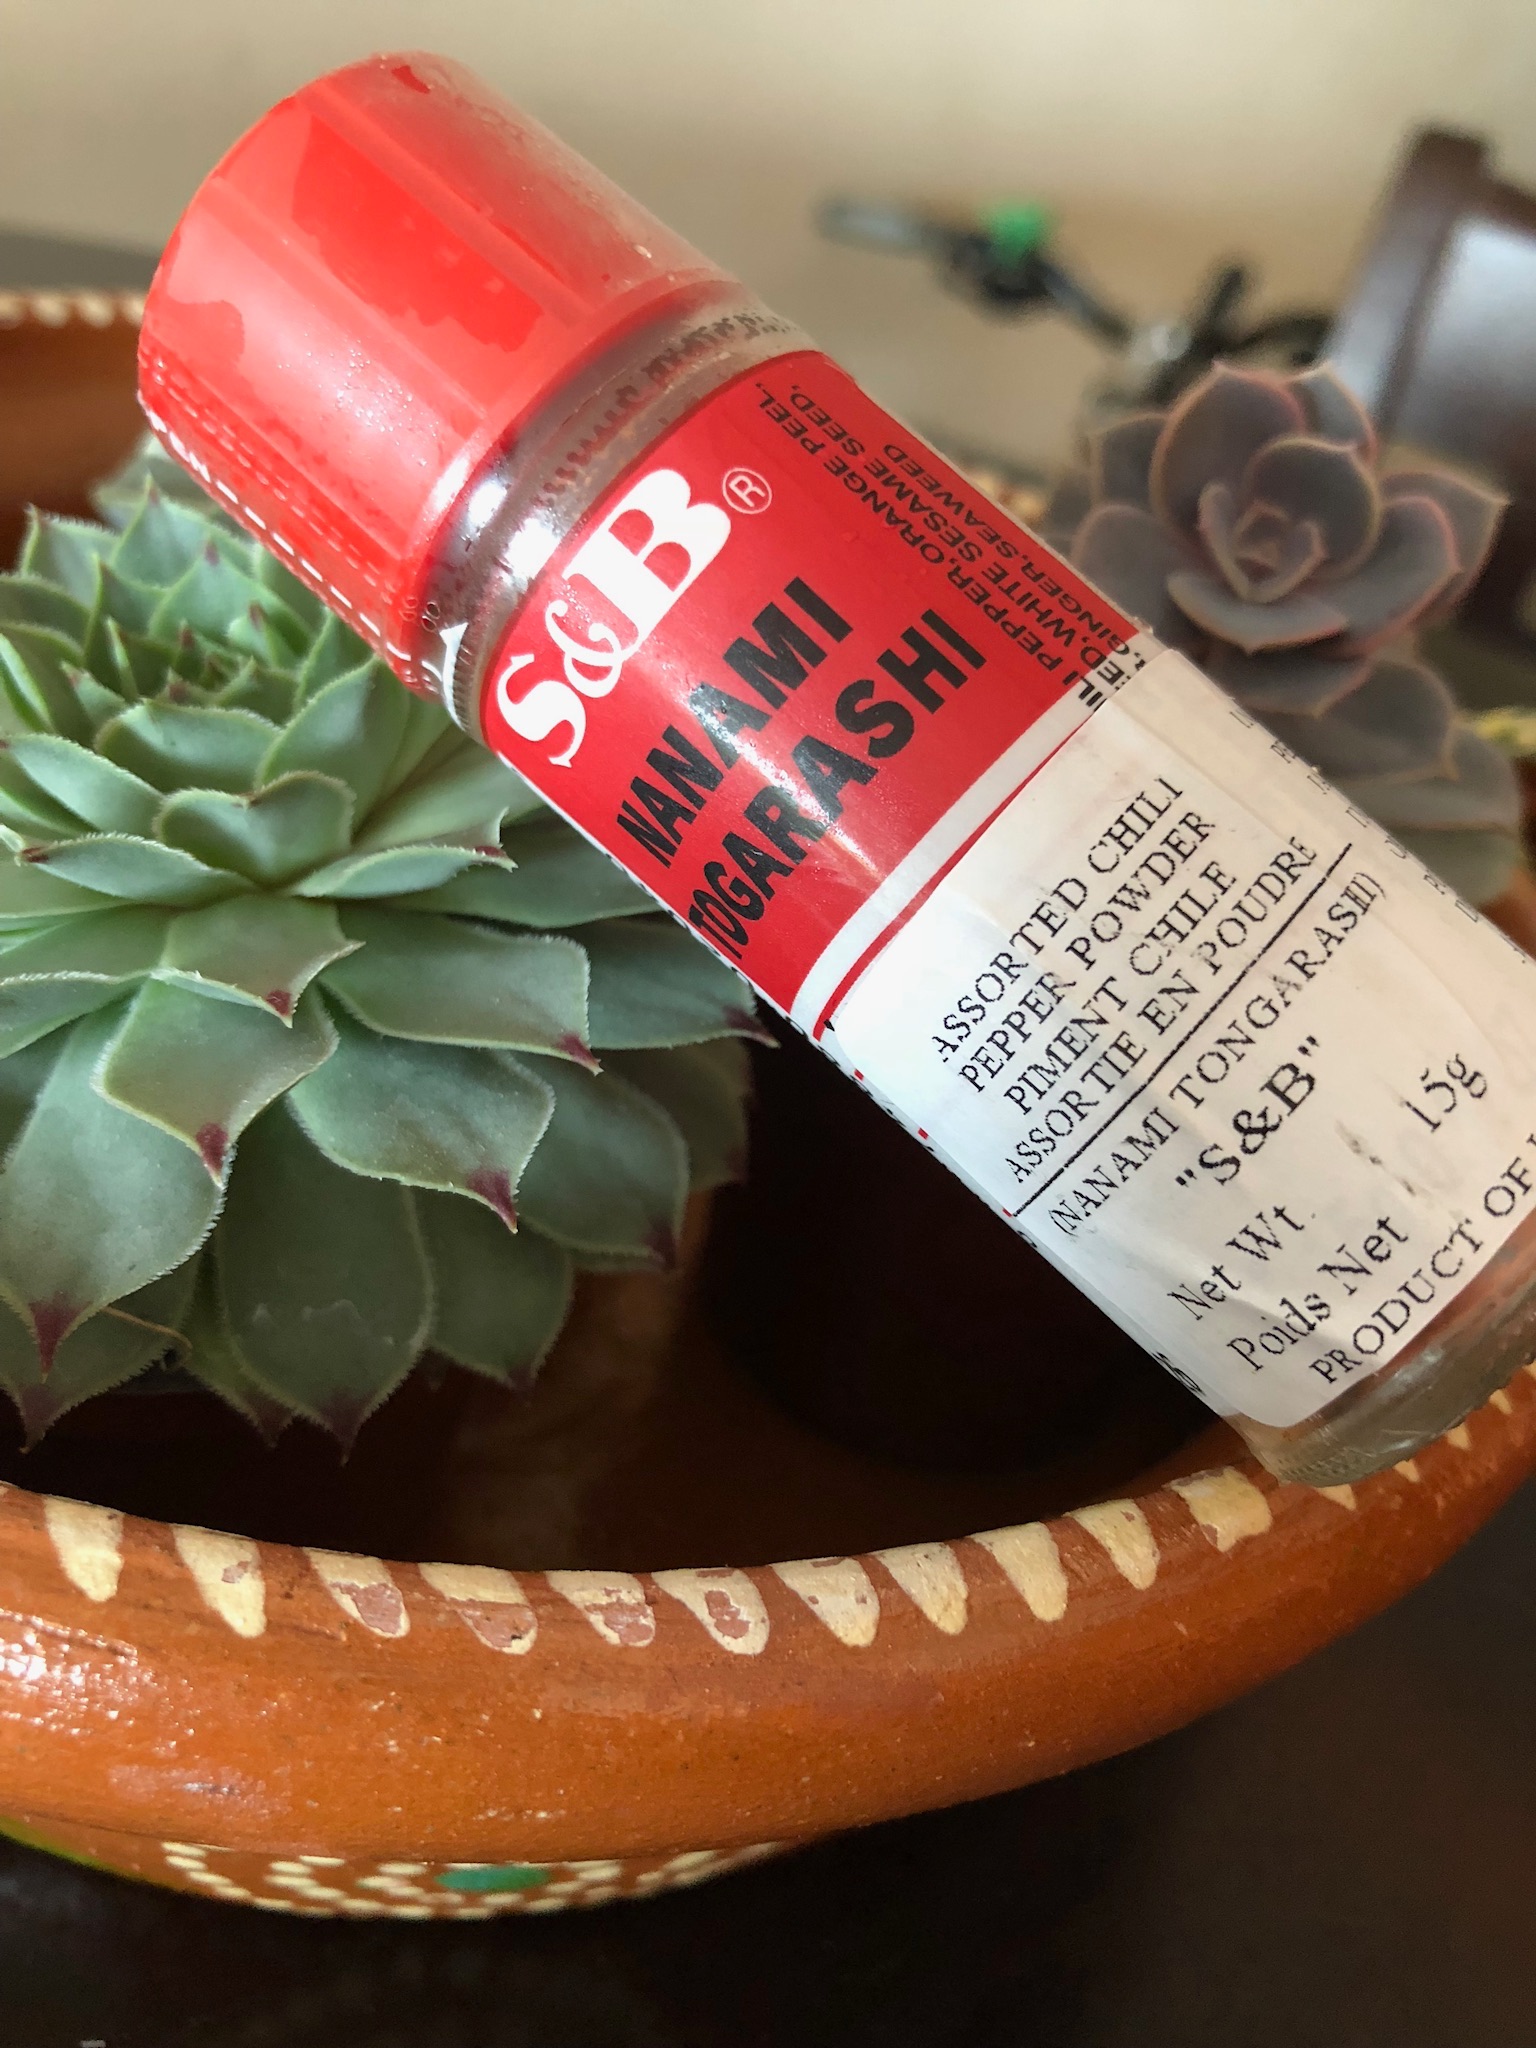 S&B®
NANAMI
TOGARASHI
PEPPER,ORANGE PEEL,
WHITE SESAME SEED,
GINGER,SEAWEED
ASSORTED CHILI
PEPPER POWDER
PIMENT CHILE
ASSORTIE EN POUDRE
(NANAMI TONGARASHI)
"S&B"
Net Wt.
Poids Net 15g
PRODUCT OF